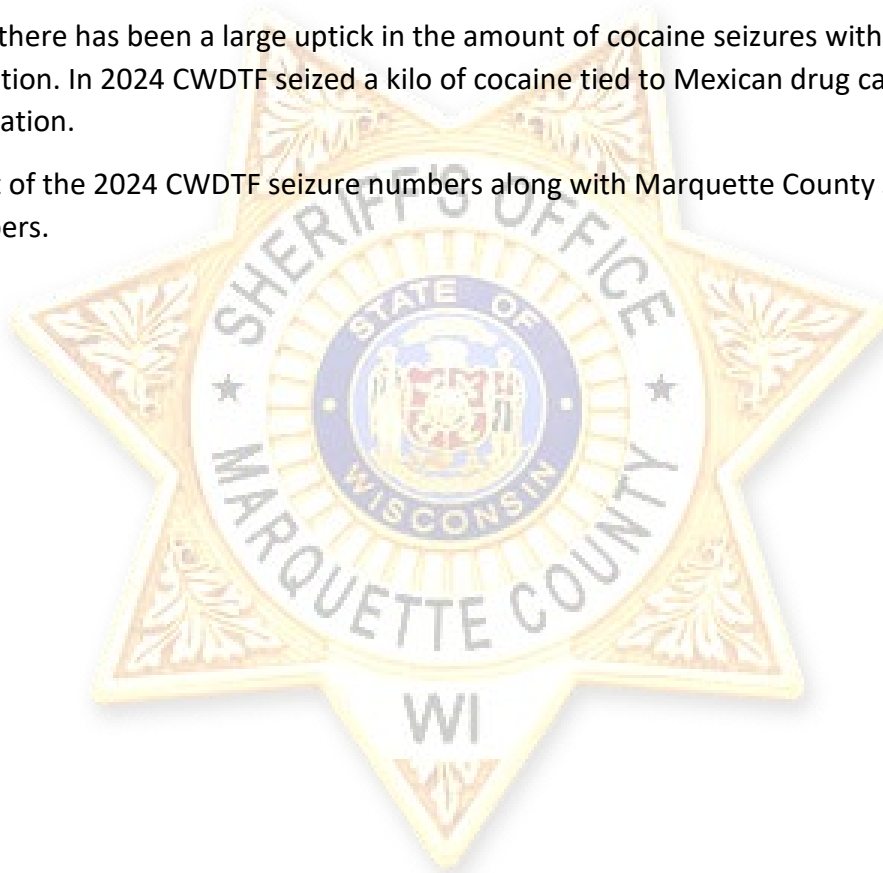 there has been a large uptick in the amount of cocaine seizures with
tion. In 2024 CWDTF seized a kilo of cocaine tied to Mexican drug ca
ation.
of the 2024 CWDTF seizure numbers along with Marquette County
ers.
SHERIFF'S OFFICE
STATE OF
WISCONSIN
MARQUETTE COUNTY
WI